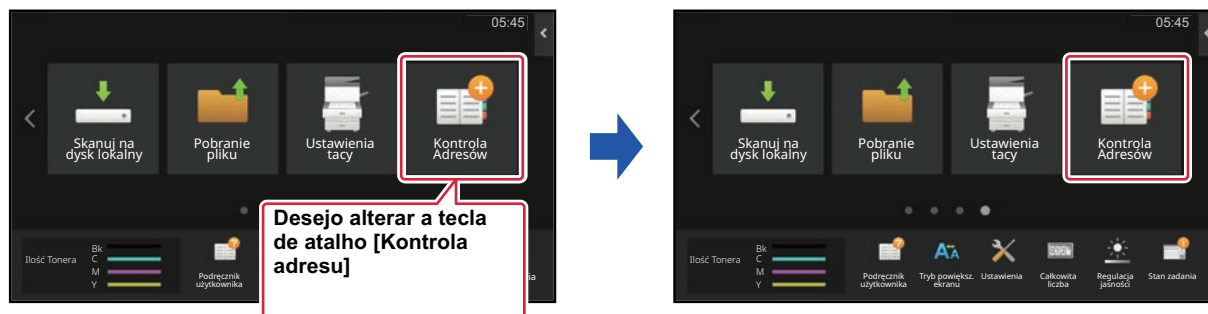 05:45
Skanuj na
dysk lokalny
Pobranie
pliku
Ustawienia
tacy
Kontrola
Adresów
Desejo alterar a tecla
de atalho [Kontrola
adresu]
Ilość Tonera
Bk
C
M
Y
Podręcznik
użytkownika
ia
05:45
Skanuj na
dysk lokalny
Pobranie
pliku
Ustawienia
tacy
Kontrola
Adresów
Ilość Tonera
Bk
C
M
Y
Podręcznik
użytkownika
Tryb powiększ.
ekranu
Ustawienia
Całkowita
liczba
Regulacja
jasności
Stan zadania